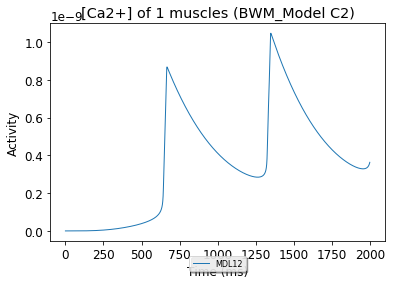 [Ca2+] of 1 muscles (BWM_Model C2)
1e−9
1.0
0.8
0.6
0.4
0.2
0.0
Activity
0 250 500 750 1000 1250 1500 1750 2000
Time (ms)
MDL12